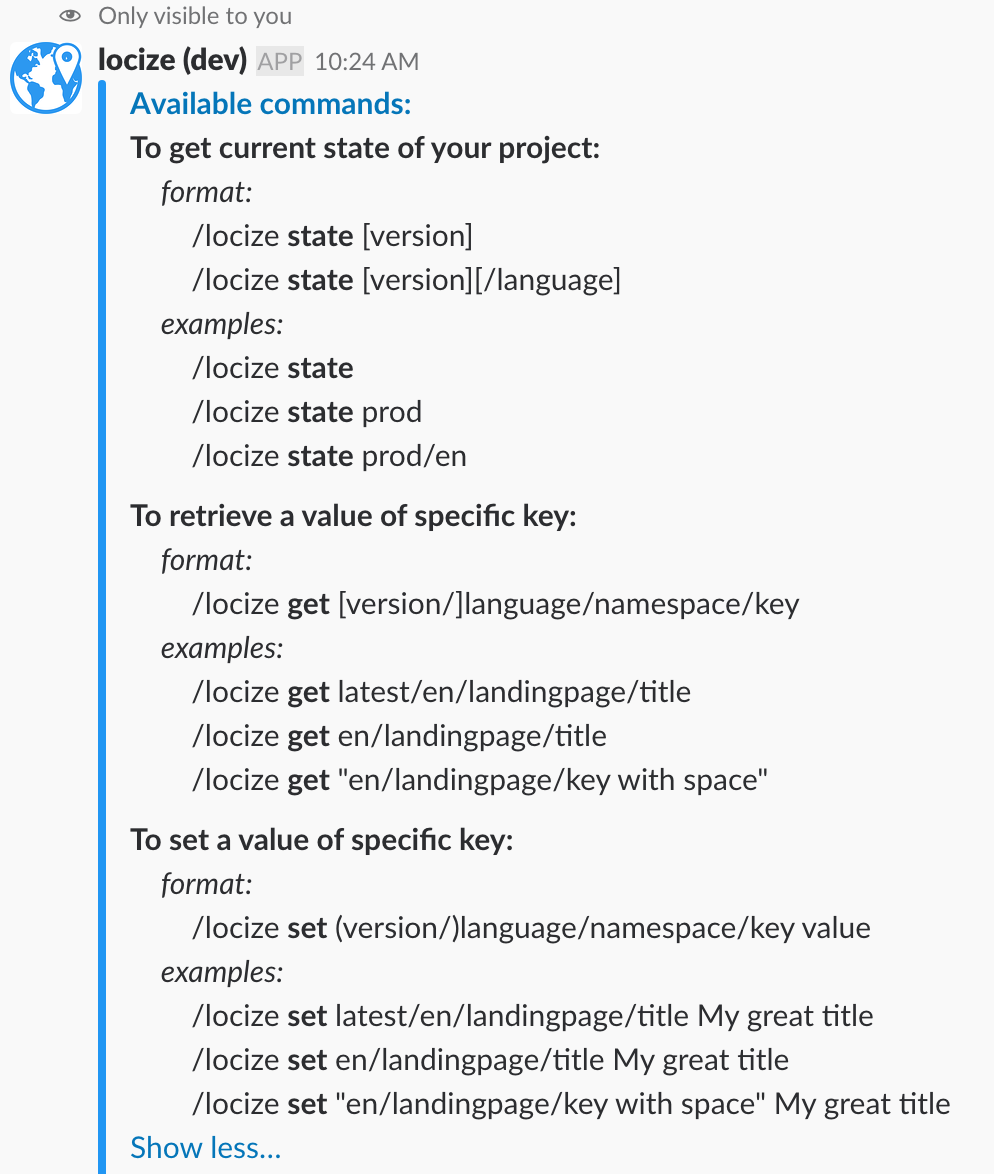 Only visible to you
locize (dev) APP 10:24 AM
Available commands:
To get current state of your project:
format:
/locize state [version]
/locize state [version][/language]
examples:
/locize state
/locize state prod
/locize state prod/en
To retrieve a value of specific key:
format:
/locize get [version/]language/namespace/key
examples:
/locize get latest/en/landingpage/title
/locize get en/landingpage/title
/locize get "en/landingpage/key with space"
To set a value of specific key:
format:
/locize set (version/)language/namespace/key value
examples:
/locize set latest/en/landingpage/title My great title
/locize set en/landingpage/title My great title
/locize set "en/landingpage/key with space" My great title
Show less...